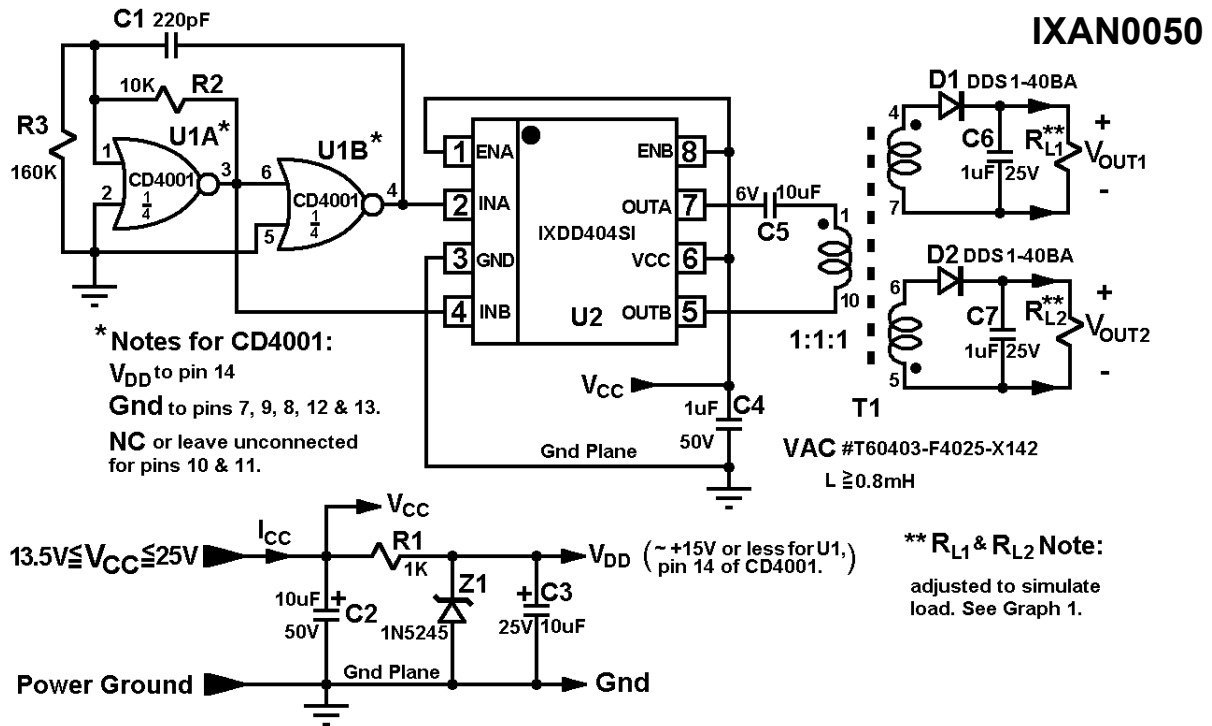 IXAN0050
C1 220pF
10K R2
R3
160K
U1A*
1
2
3
CD4001
1/4
U1B*
6
5
4
CD4001
1/4
1 ENA
2 INA
3 GND
4 INB
ENB 8
OUTA 7
VCC 6
OUTB 5
IXDD404SI
U2
6V 10uF
C5
1
10
1:1:1
T1
VAC #T60403-F4025-X142
L ≧0.8mH
D1 DDS1-40BA
4
7
C6
1uF 25V
RL1**
+
VOUT1
-
D2 DDS1-40BA
6
5
C7
1uF 25V
RL2**
+
VOUT2
-
VCC
1uF C4
50V
Gnd Plane
* Notes for CD4001:
VDD to pin 14
Gnd to pins 7, 9, 8, 12 & 13.
NC or leave unconnected
for pins 10 & 11.
13.5V≦VCC≦25V
ICC
VCC
R1
1K
10uF + C2
50V
Z1
1N5245
+ C3
25V 10uF
VDD (~+15V or less for U1,
pin 14 of CD4001.)
Power Ground
Gnd Plane
Gnd
** RL1 & RL2 Note:
adjusted to simulate
load. See Graph 1.